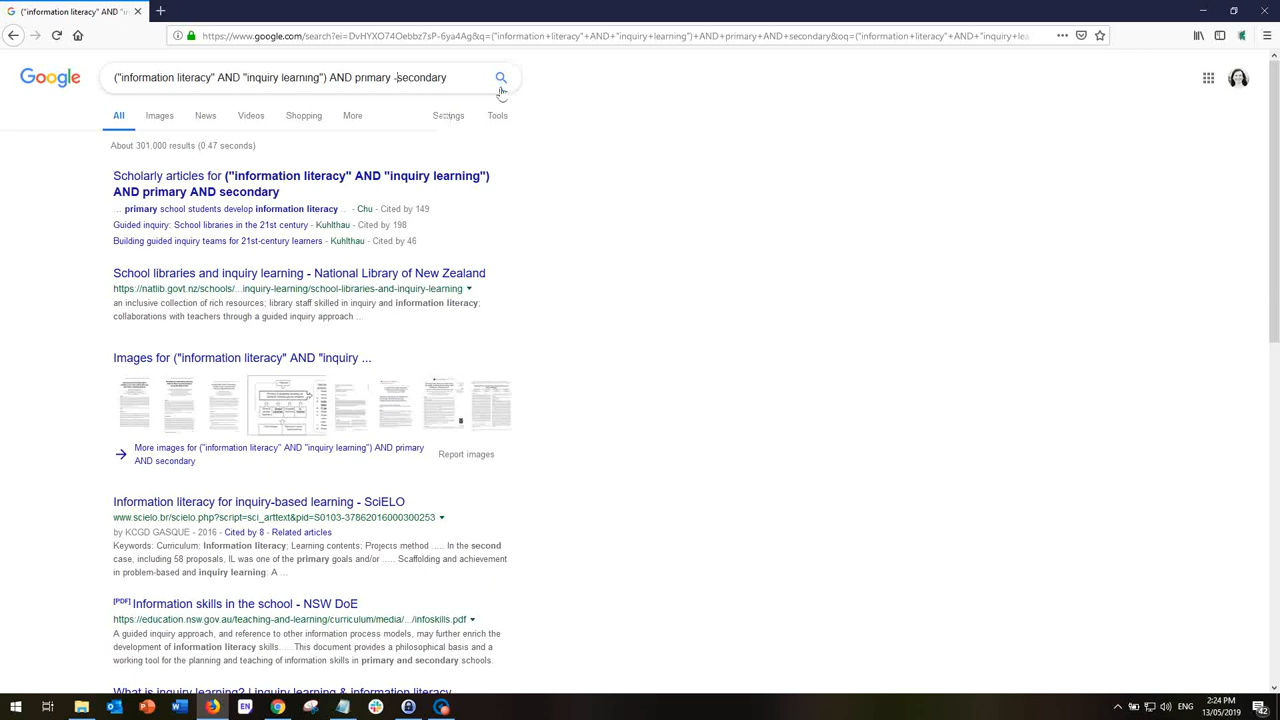 ("information literacy" AND "in
https://www.google.com/search?ei=DvHYXO74Oebbz7sP-6ya4Ag&q=("information+literacy"+AND+"inquiry+learning")+AND+primary+AND+secondary&oq=("information+literacy"+AND+"inquiry+lea
Google
("information literacy" AND "inquiry learning") AND primary -secondary
All Images News Videos Shopping More Settings Tools
About 301,000 results (0.47 seconds)
Scholarly articles for ("information literacy" AND "inquiry learning")
AND primary AND secondary
... primary school students develop information literacy ... - Chu - Cited by 149
Guided inquiry: School libraries in the 21st century - Kuhlthau - Cited by 198
Building guided inquiry teams for 21st-century learners - Kuhlthau - Cited by 46
School libraries and inquiry learning - National Library of New Zealand
https://natlib.govt.nz/schools/...inquiry-learning/school-libraries-and-inquiry-learning
an inclusive collection of rich resources; library staff skilled in inquiry and information literacy;
collaborations with teachers through a guided inquiry approach ...
Images for ("information literacy" AND "inquiry ...
More images for ("information literacy" AND "inquiry learning") AND primary
AND secondary
Report images
Information literacy for inquiry-based learning - SciELO
www.scielo.br/scielo.php?script=sci_arttext&pid=S0103-37862016000300253
by KCGD GASQUE - 2016 - Cited by 8 - Related articles
Keywords: Curriculum: Information literacy; Learning contents: Projects method ..... In the second
case, including 58 proposals, IL was one of the primary goals and/or ..... Scaffolding and achievement
in problem-based and inquiry learning. A ...
[PDF] Information skills in the school - NSW DoE
https://education.nsw.gov.au/teaching-and-learning/curriculum/media/.../infoskills.pdf
A guided inquiry approach, and reference to other information process models, may further enrich the
development of information literacy skills..... This document provides a philosophical basis and a
working tool for the planning and teaching of information skills in primary and secondary schools.
What is inquiry learning? | inquiry learning & information literacy
EN
ENG
2:24 PM
13/05/2019
42